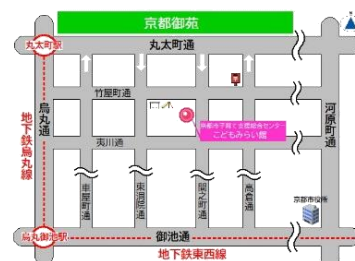 京都御苑
丸太町駅
丸太町通
竹屋町通
烏丸通
地下鉄烏丸線
京都市子育て支援総合センター
こどもみらい館
河原町通
夷川通
車屋町通
東洞院通
間之町通
高倉通
京都市役所
烏丸御池駅
御池通
地下鉄東西線